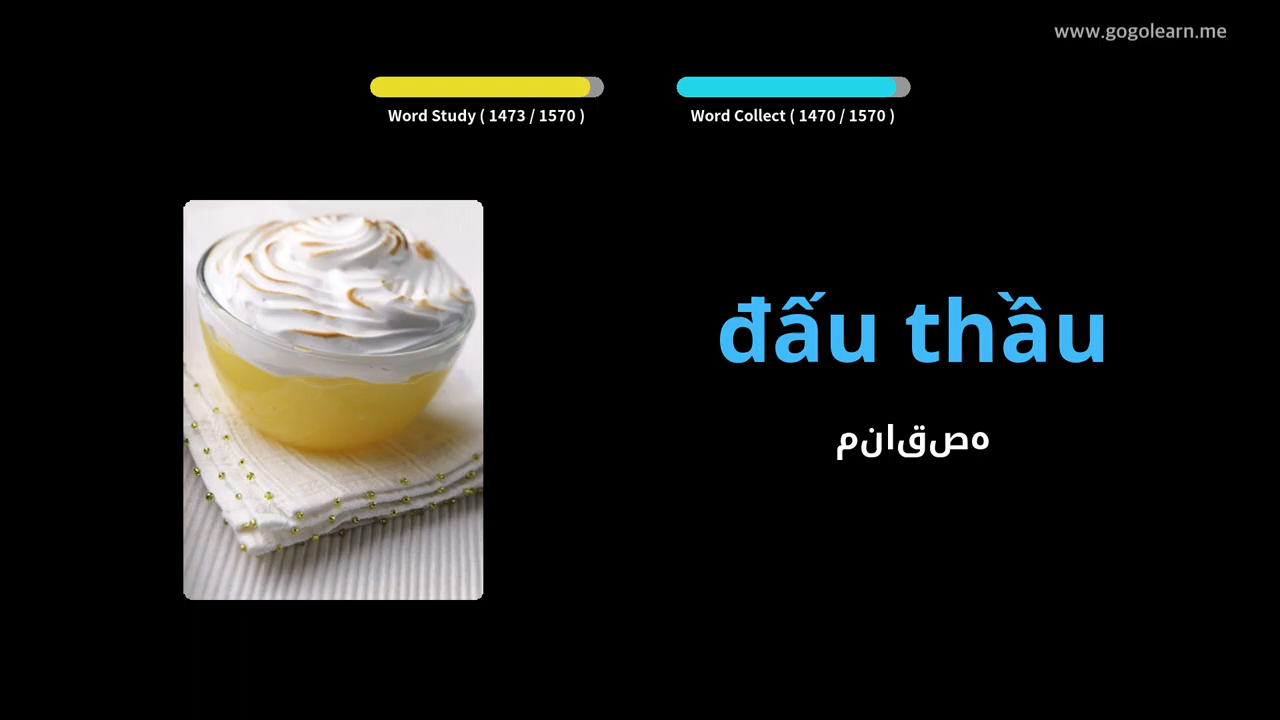 www.gogolearn.me
Word Study ( 1473 / 1570 )
Word Collect ( 1470 / 1570 )
đấu thầu
مناقصه